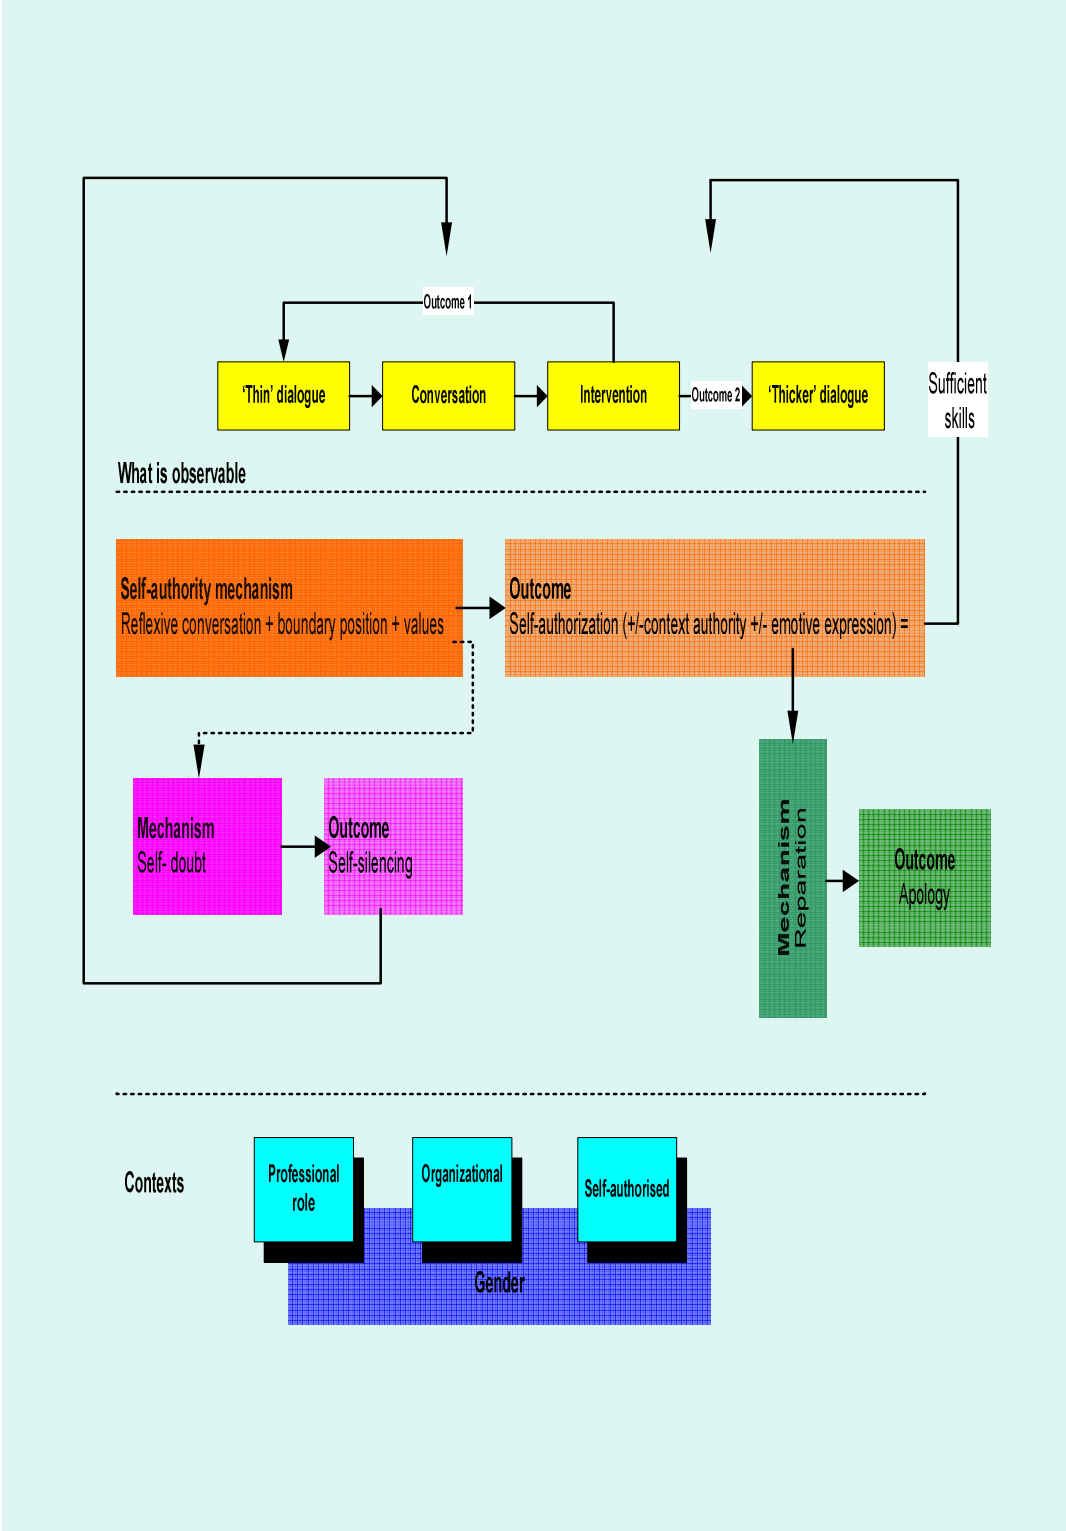 Outcome 1
‘Thin’ dialogue
Conversation
Intervention
Outcome 2
‘Thicker’ dialogue
Sufficient
skills
What is observable
Self-authority mechanism
Reflexive conversation + boundary position + values
Outcome
Self-authorization (+/-context authority +/- emotive expression) =
Mechanism
Self- doubt
Outcome
Self-silencing
Mechanism
Reparation
Outcome
Apology
Contexts
Professional
role
Organizational
Self-authorised
Gender